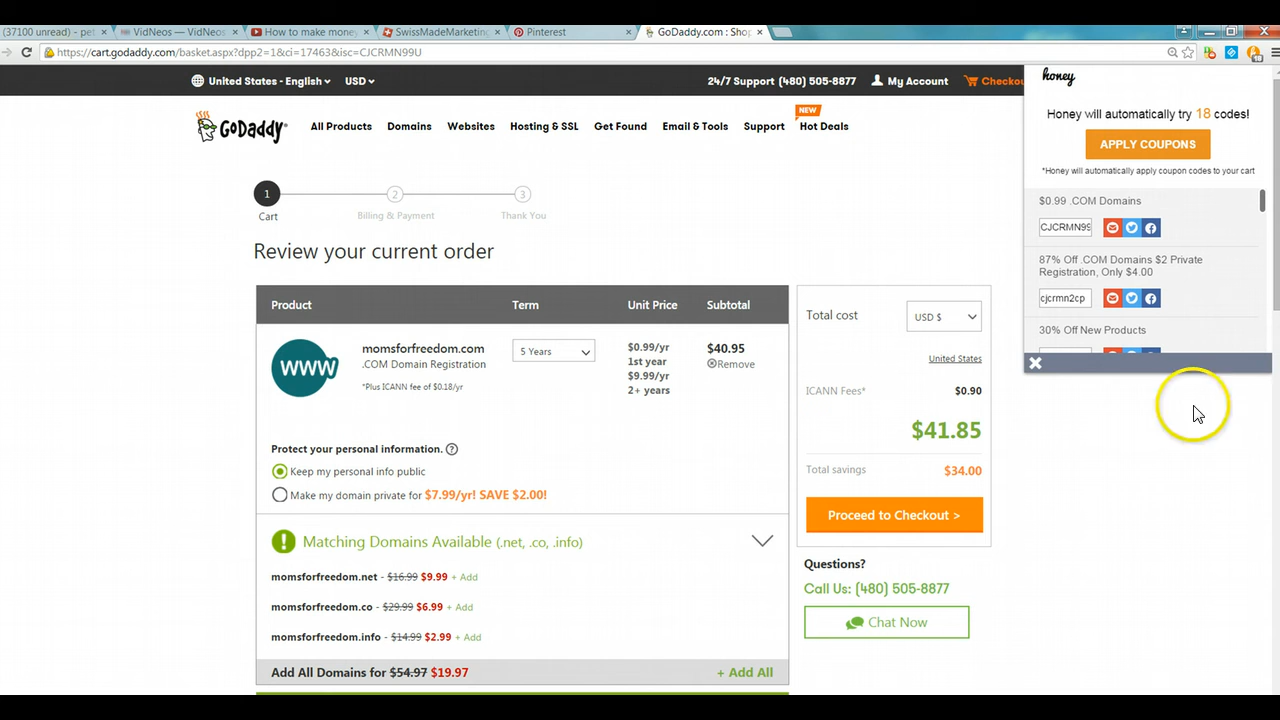 (37100 unread) - pet
VidNeos — VidNeos
How to make money
SwissMadeMarketing
Pinterest
GoDaddy.com : Shop
https://cart.godaddy.com/basket.aspx?dpp2=1&ci=17463&isc=CJCRMN99U
United States - English
USD
24/7 Support (480) 505-8877
My Account
Checkou
GoDaddy
All Products
Domains
Websites
Hosting & SSL
Get Found
Email & Tools
Support
NEW
Hot Deals
1
2
3
Cart
Billing & Payment
Thank You
Review your current order
Product
Term
Unit Price
Subtotal
WWW
momsforfreedom.com
.COM Domain Registration
*Plus ICANN fee of $0.18/yr
5 Years
$0.99/yr
1st year
$9.99/yr
2+ years
$40.95
Remove
Protect your personal information. ?
Keep my personal info public
Make my domain private for $7.99/yr! SAVE $2.00!
Matching Domains Available (.net, .co, .info)
momsforfreedom.net - $16.99 $9.99 + Add
momsforfreedom.co - $29.99 $6.99 + Add
momsforfreedom.info - $14.99 $2.99 + Add
Add All Domains for $54.97 $19.97
+ Add All
Total cost
USD $
United States
ICANN Fees*
$0.90
$41.85
Total savings
$34.00
Proceed to Checkout >
Questions?
Call Us: (480) 505-8877
Chat Now
honey
Honey will automatically try 18 codes!
APPLY COUPONS
*Honey will automatically apply coupon codes to your cart
$0.99 .COM Domains
CJCRMN99
87% Off .COM Domains $2 Private
Registration, Only $4.00
cjcrmn2cp
30% Off New Products